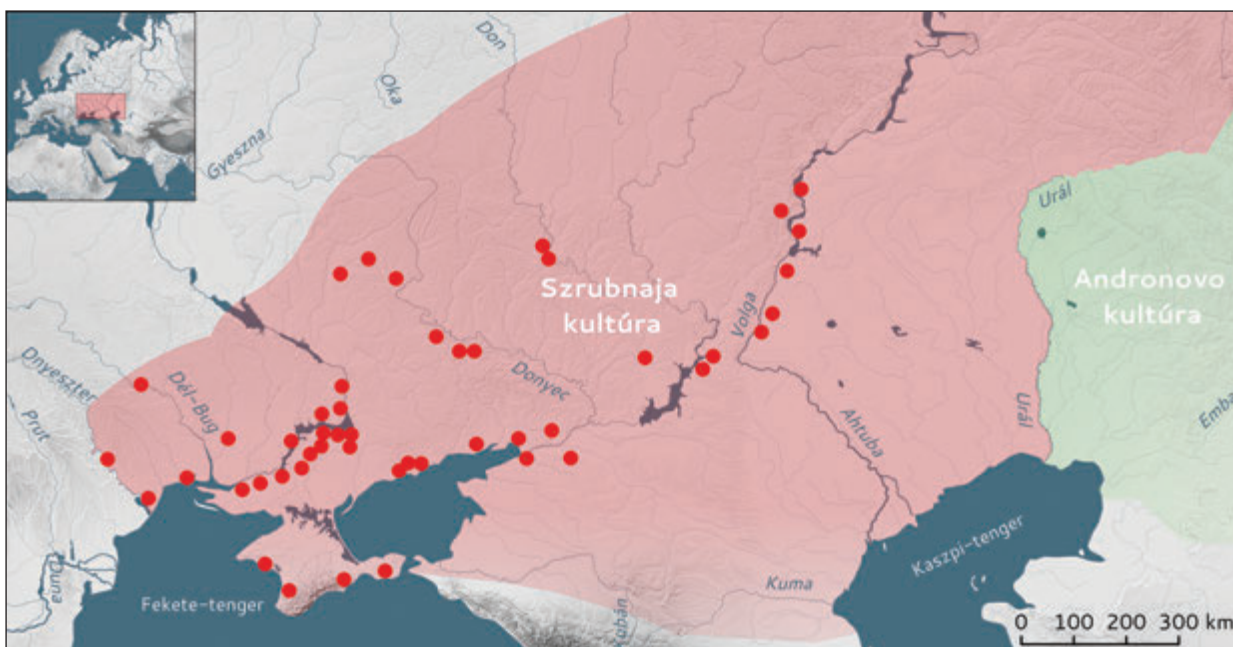 Don
Oka
Gyeszna
Urál
Szrubnaja
kultúra
Volga
Andronovo
kultúra
Dnyeszter
Dél-Bug
Prut
Donyec
Ahtuba
Urál
Emba
Duna
Fekete-tenger
Kaszpi-tenger
Kuma
Kubán
0 100 200 300 km